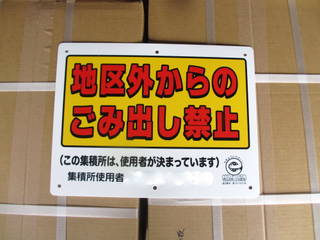 地区外からの
ごみ出し禁止
(この集積所は、使用者が決まっています)
集積所使用者